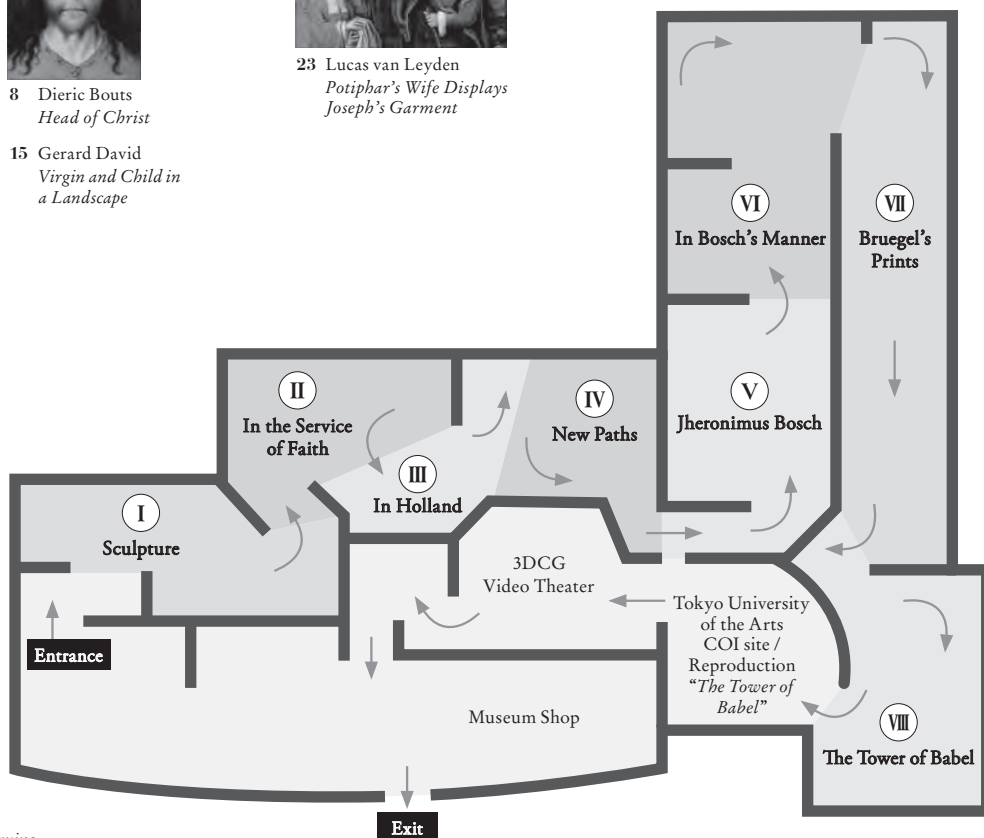 8 Dieric Bouts
Head of Christ
15 Gerard David
Virgin and Child in
a Landscape
23 Lucas van Leyden
Potiphar's Wife Displays
Joseph's Garment
I
Sculpture
II
In the Service
of Faith
III
In Holland
IV
New Paths
V
Jheronimus Bosch
VI
In Bosch's Manner
VII
Bruegel's
Prints
VIII
The Tower of Babel
Tokyo University
of the Arts
COI site /
Reproduction
“The Tower of
Babel”
3DCG
Video Theater
Museum Shop
Entrance
Exit